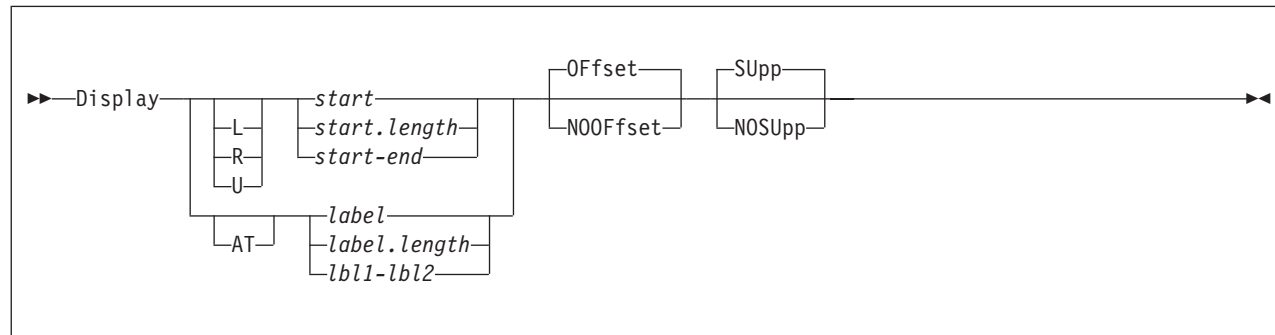 OFfset SUpp
Display start
L start.length NOOFfset NOSUpp
R start-end
U
label
AT label.length
lbl1-lbl2